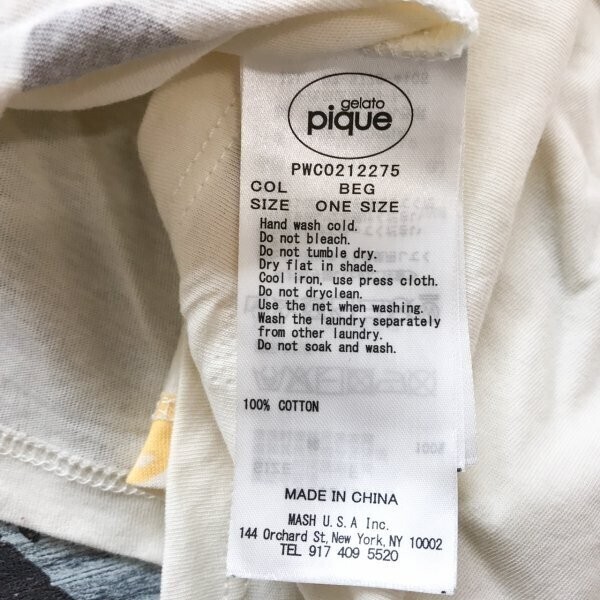 gelato
pique
PWCO212275
COL BEG
SIZE ONE SIZE
Hand wash cold.
Do not bleach.
Do not tumble dry.
Dry flat in shade.
Cool iron, use press cloth.
Do not dryclean.
Use the net when washing.
Wash the laundry separately
from other laundry.
Do not soak and wash.
100% COTTON
MADE IN CHINA
MASH U.S.A Inc.
144 Orchard St, New York, NY 10002
TEL 917 409 5520